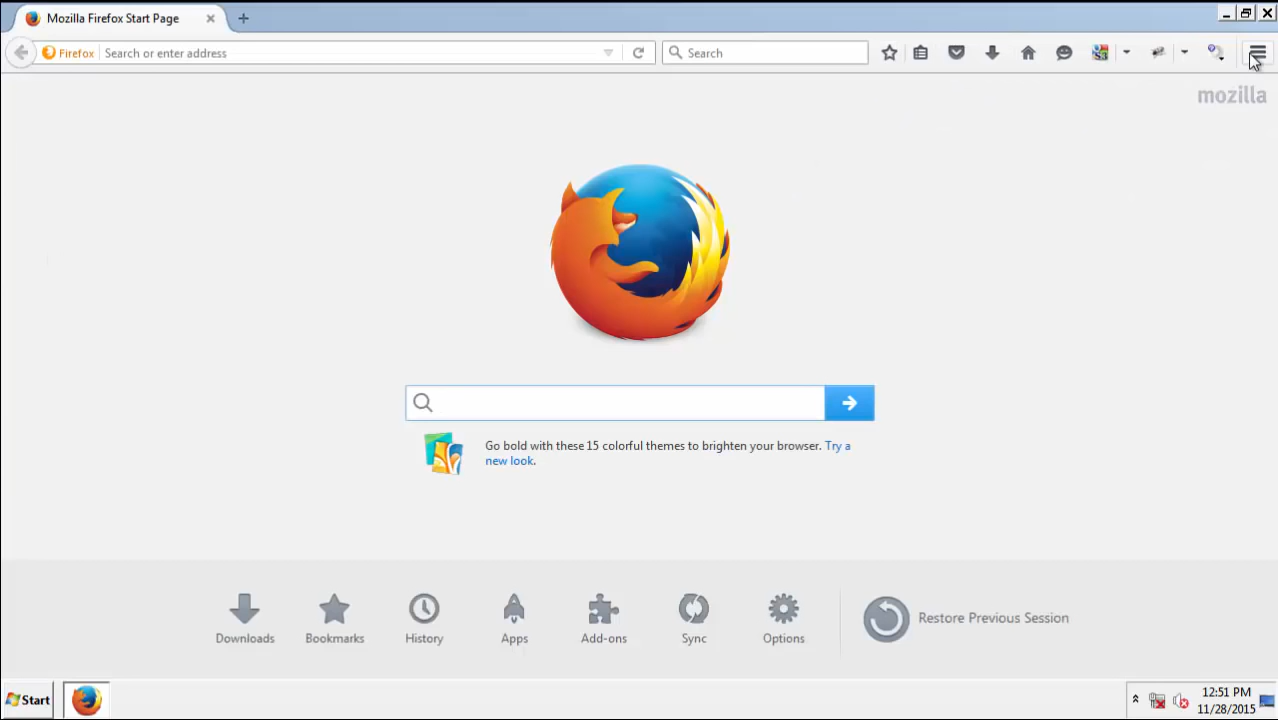 Mozilla Firefox Start Page
Firefox Search or enter address
Search
mozilla
Go bold with these 15 colorful themes to brighten your browser. Try a
new look.
Downloads
Bookmarks
History
Apps
Add-ons
Sync
Options
Restore Previous Session
Start
12:51 PM
11/28/2015